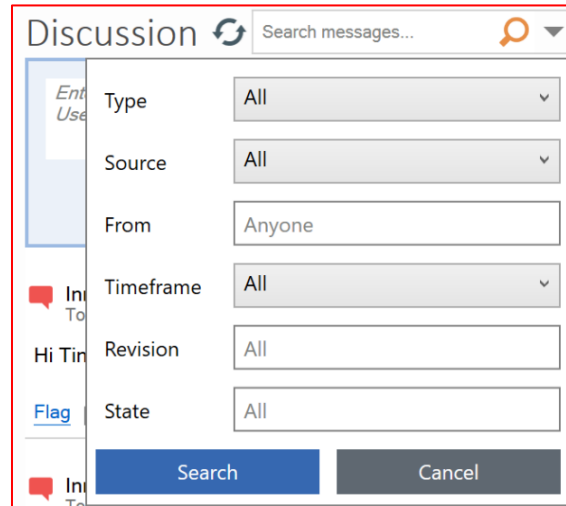 Discussion Search messages...
Type All
Source All
From Anyone
Timeframe All
Revision All
State All
Hi
Flag
Search Cancel